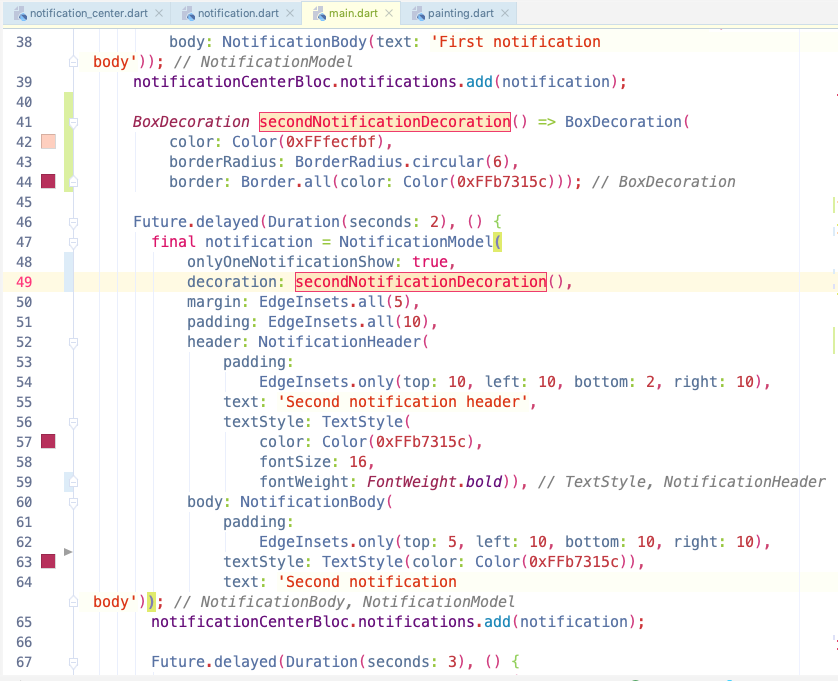 notification_center.dart × notification.dart × main.dart × painting.dart ×
38 body: NotificationBody(text: 'First notification
body')); // NotificationModel
39 notificationCenterBloc.notifications.add(notification);
40
41 BoxDecoration secondNotificationDecoration() => BoxDecoration(
42 color: Color(0xFFfecfbf),
43 borderRadius: BorderRadius.circular(6),
44 border: Border.all(color: Color(0xFFb7315c))); // BoxDecoration
45
46 Future.delayed(Duration(seconds: 2), () {
47 final notification = NotificationModel(
48 onlyOneNotificationShow: true,
49 decoration: secondNotificationDecoration(),
50 margin: EdgeInsets.all(5),
51 padding: EdgeInsets.all(10),
52 header: NotificationHeader(
53 padding:
54 EdgeInsets.only(top: 10, left: 10, bottom: 2, right: 10),
55 text: 'Second notification header',
56 textStyle: TextStyle(
57 color: Color(0xFFb7315c),
58 fontSize: 16,
59 fontWeight: FontWeight.bold)), // TextStyle, NotificationHeader
60 body: NotificationBody(
61 padding:
62 EdgeInsets.only(top: 5, left: 10, bottom: 10, right: 10),
63 textStyle: TextStyle(color: Color(0xFFb7315c)),
64 text: 'Second notification
body')); // NotificationBody, NotificationModel
65 notificationCenterBloc.notifications.add(notification);
66
67 Future.delayed(Duration(seconds: 3), () {